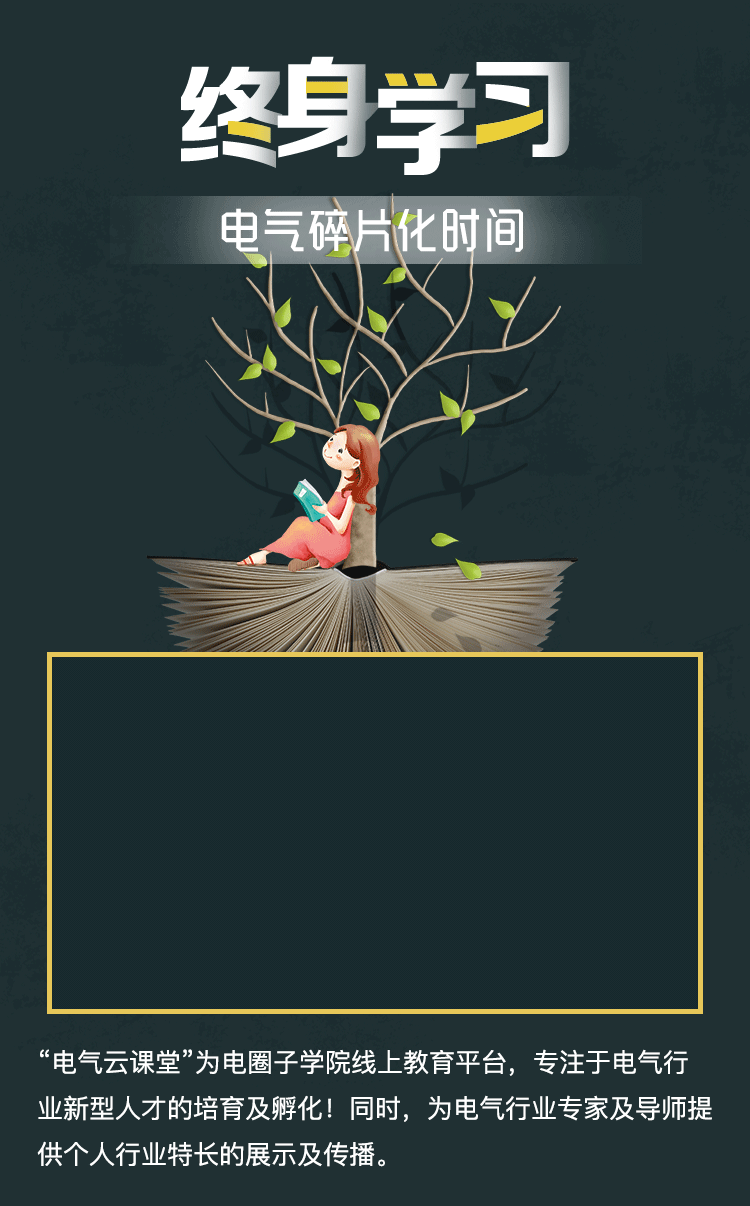 终身学习
电气碎片化时间
“电气云课堂”为电圈子学院线上教育平台，专注于电气行
业新型人才的培育及孵化！同时，为电气行业专家及导师提
供个人行业特长的展示及传播。